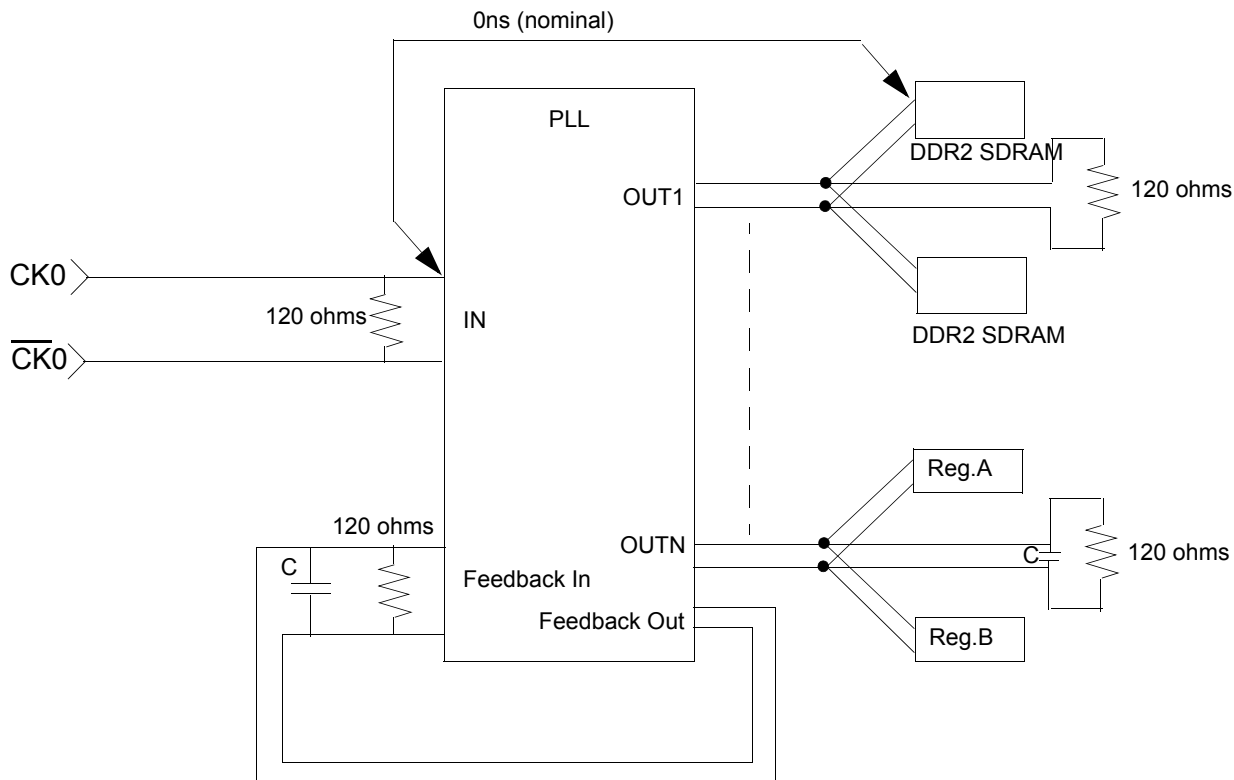 0ns (nominal)
PLL
DDR2 SDRAM
OUT1
120 ohms
CK0
120 ohms
IN
DDR2 SDRAM
C̅K̅0
Reg.A
120 ohms
OUTN
C
120 ohms
C
Feedback In
Feedback Out
Reg.B